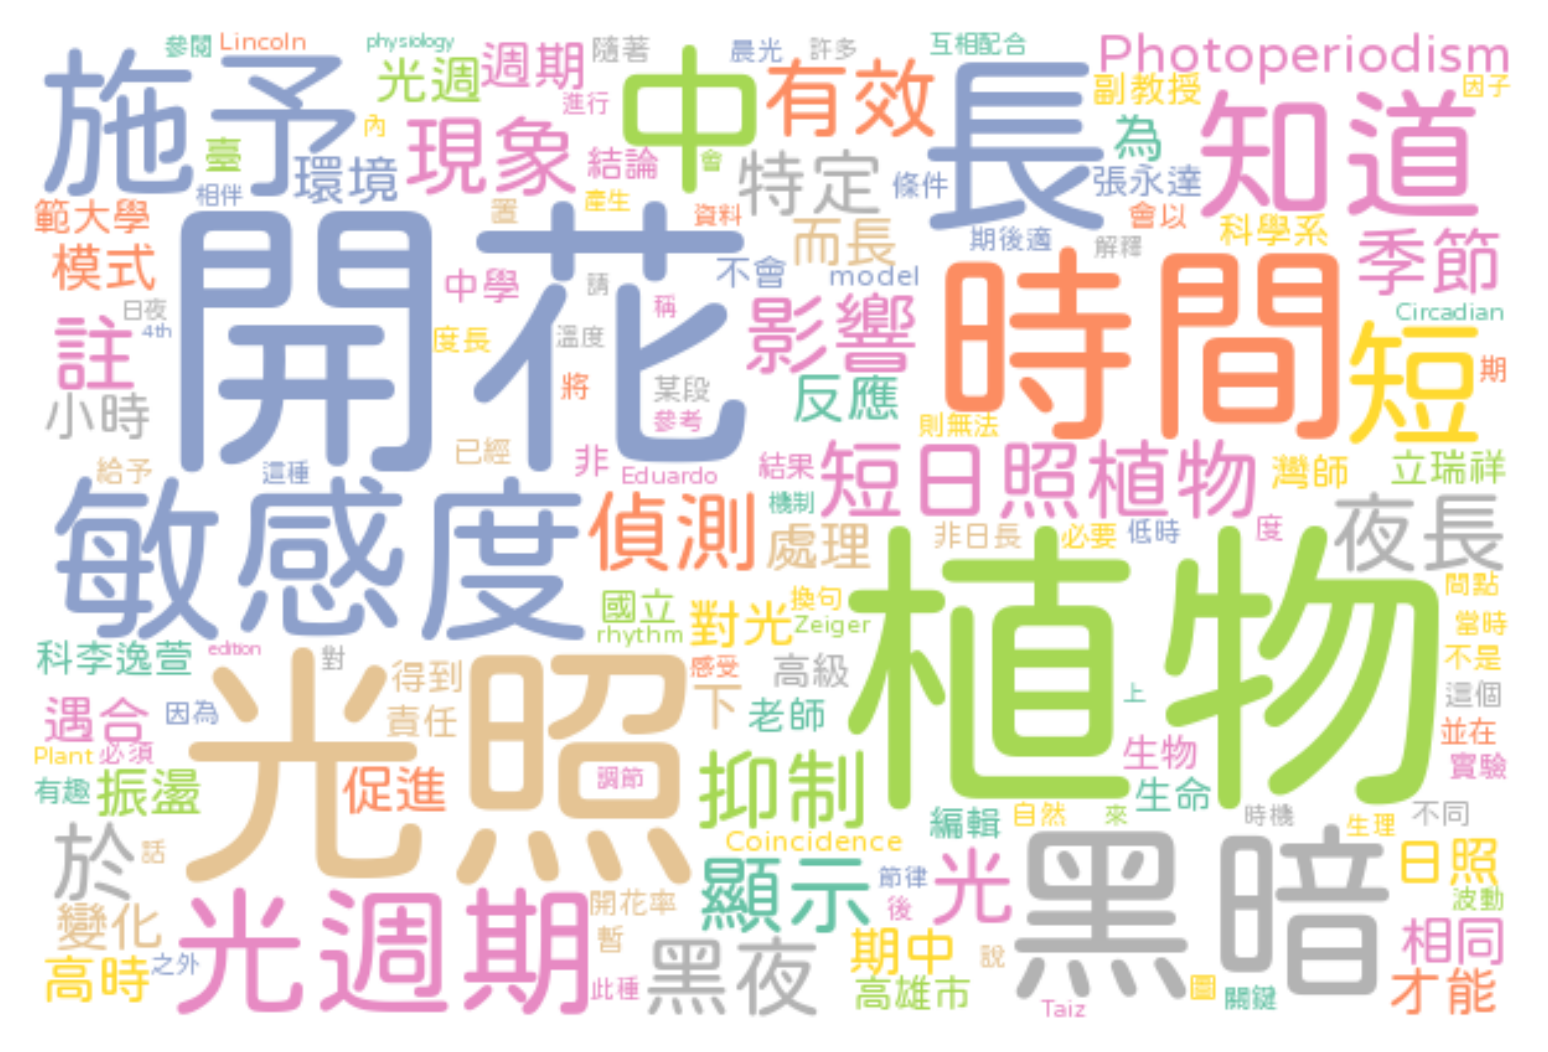 參閱 Lincoln physiology 隨著 晨光 許多 互相配合 Photoperiodism
施予 光週 週期 中 有效 長 副教授 因子
進行 內 現象 為 知道
臺 環境 結論 會 特定 條件 張永達
相伴 置 產生 資料 會以
範大學 開花 而長 期後適 解釋 科學系
模式 中學 請 不會 model 時間 季節
日夜 4th 稱 影響 Circadian
註 度長 溫度 短
小時 將 某段 反應 期
參考 則無法
給予 這種 已經 非 Eduardo 結果 短日照植物 灣師 立瑞祥
敏感度 偵測 機制 處理 非日長 必要 低時 度 夜長
國立 換句 植物 間點
rhythm 對光 Zeiger 當時
科李逸萱 edition 對 得到 感受 高級 不是
遇合 因為 光照 責任 下 老師 上 這個
Plant 必須 生物 並在
有趣 振盪 促進 調節 抑制 生命 實驗
編輯 自然 來 時機 生理 不同
於 話 Coincidence 黑暗 日照
顯示 節律 光 波動
變化 光週期 開花率 後 相同
高時 之外 暫 黑夜 期中 說
此種 高雄市 Taiz 圖 關鍵 才能